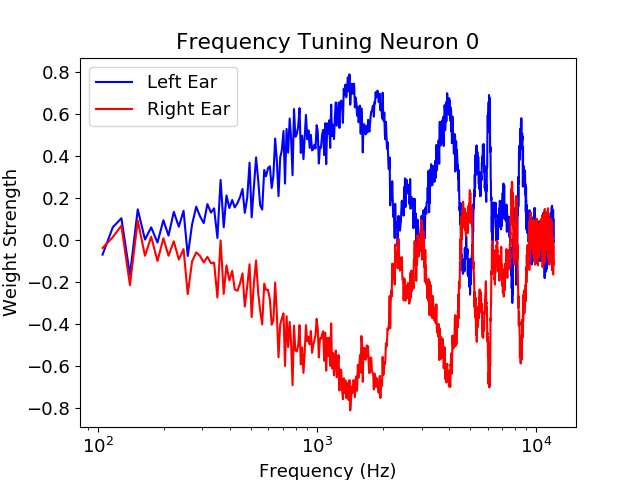 Frequency Tuning Neuron 0
Left Ear
Right Ear
Weight Strength
0.8
0.6
0.4
0.2
0.0
−0.2
−0.4
−0.6
−0.8
10²
10³
10⁴
Frequency (Hz)